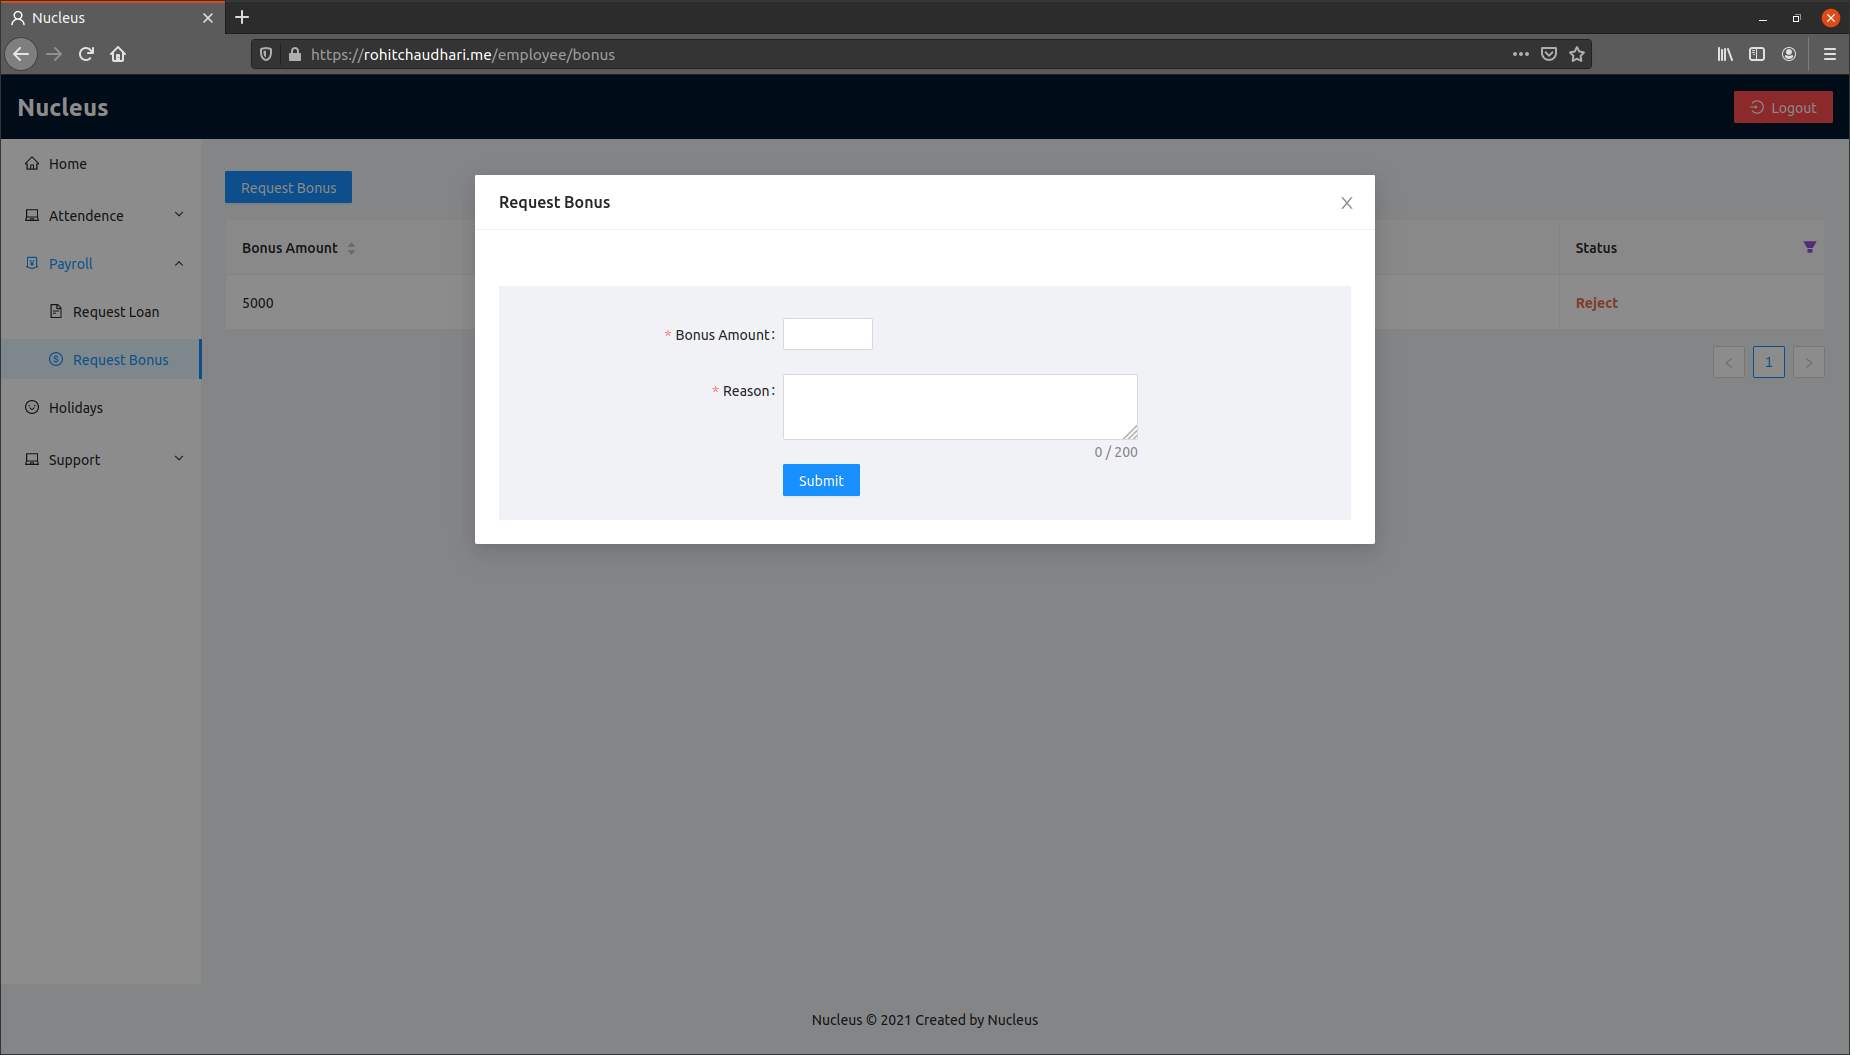 Nucleus
https://rohitchaudhari.me/employee/bonus
Nucleus
Logout
Home
Attendence
Payroll
Request Loan
Request Bonus
Holidays
Support
Request Bonus
Bonus Amount
Status
5000
Reject
1
Request Bonus
* Bonus Amount:
* Reason:
0 / 200
Submit
Nucleus © 2021 Created by Nucleus